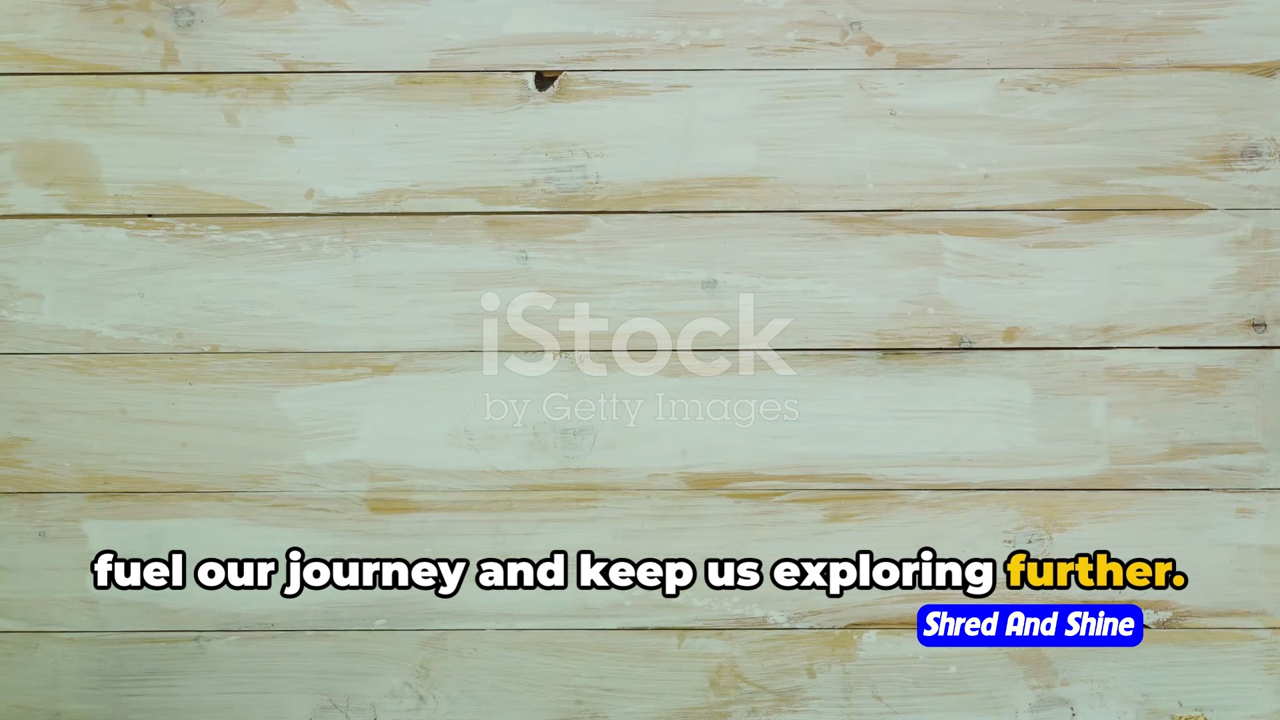 iStock
by Getty Images
fuel our journey and keep us exploring further.
Shred And Shine